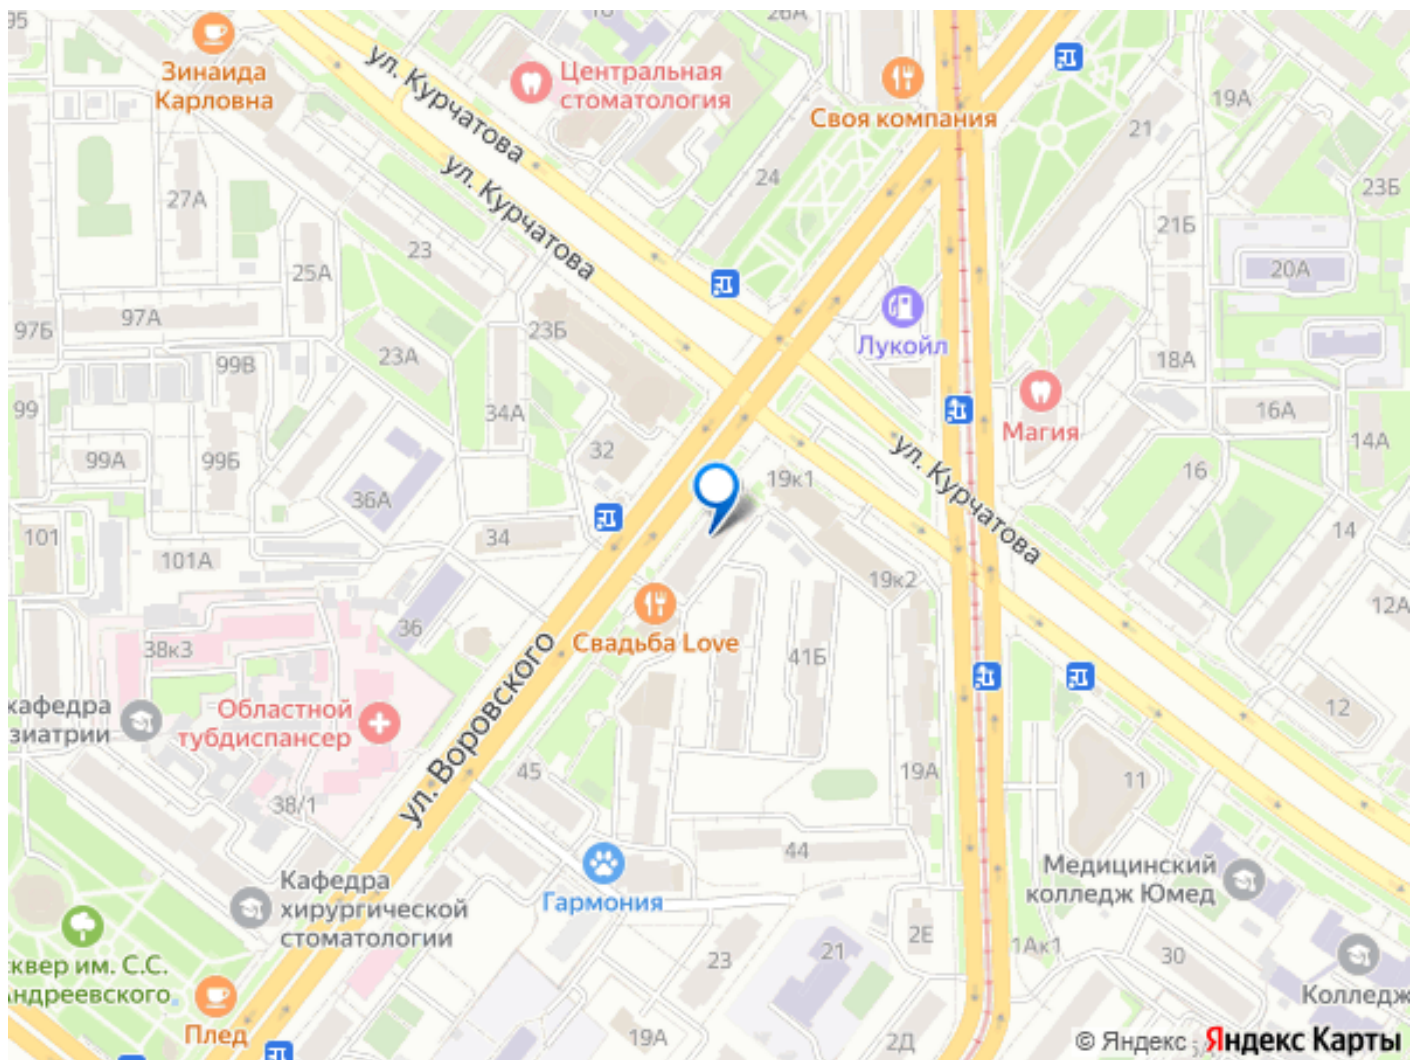 95
26А
Зинаида
Карловна
ул. Курчатова
Центральная
стоматология
Своя компания
19А
21
ул. Курчатова
24
27А
23Б
21Б
23
25А
20А
97Б
97А
23Б
Лукойл
99В
23А
18А
99
34А
16А
Магия
14А
99А
99Б
32
ул. Курчатова
36А
19к1
16
101
34
14
101А
19к2
12А
36
Свадьба Love
38к3
41Б
кафедра
зиатрии
Областной
тубдиспансер
ул. Воровского
12
45
19А
11
38/1
44
Медицинский
колледж Юмед
Кафедра
хирургической
стоматологии
Гармония
2Е
21
1Ак1
сквер им. С.С.
Андреевского
23
30
Колледж
Плед
19А
2Д
© Яндекс Яндекс Карты